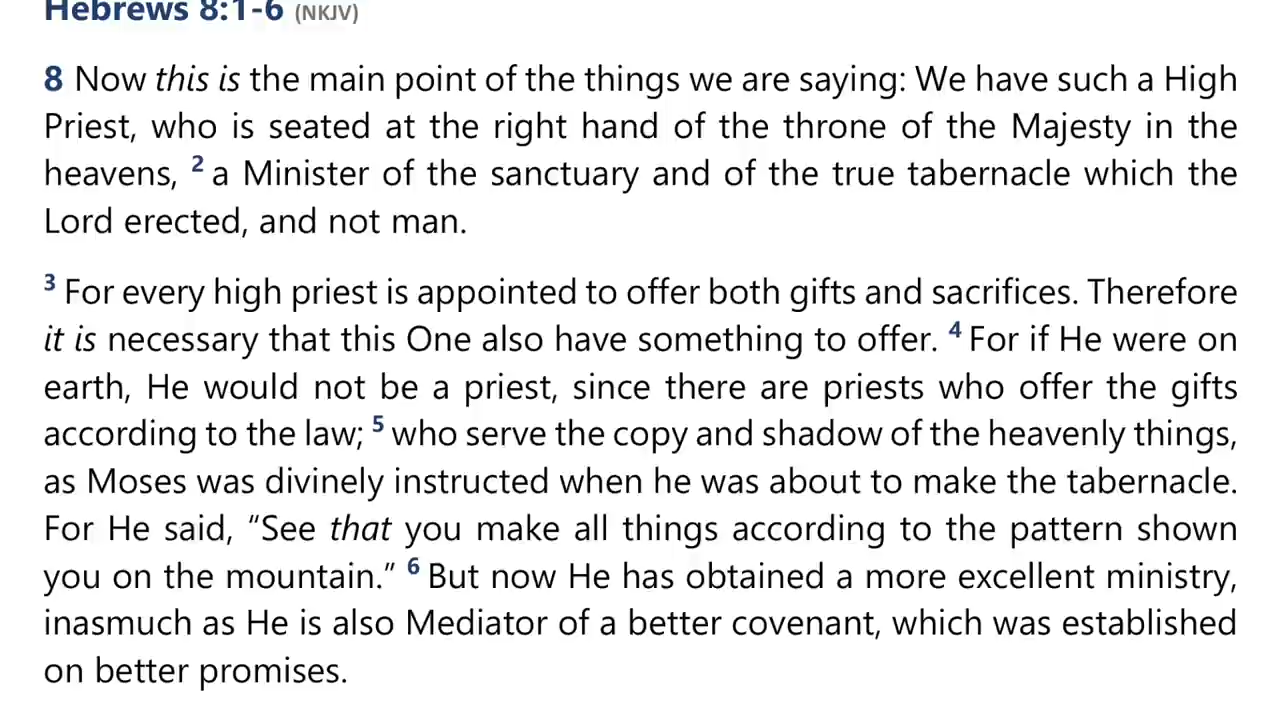 Hebrews 8:1-6 (NKJV)
8 Now this is the main point of the things we are saying: We have such a High
Priest, who is seated at the right hand of the throne of the Majesty in the
heavens, 2 a Minister of the sanctuary and of the true tabernacle which the
Lord erected, and not man.
3 For every high priest is appointed to offer both gifts and sacrifices. Therefore
it is necessary that this One also have something to offer. 4 For if He were on
earth, He would not be a priest, since there are priests who offer the gifts
according to the law; 5 who serve the copy and shadow of the heavenly things,
as Moses was divinely instructed when he was about to make the tabernacle.
For He said, “See that you make all things according to the pattern shown
you on the mountain.” 6 But now He has obtained a more excellent ministry,
inasmuch as He is also Mediator of a better covenant, which was established
on better promises.